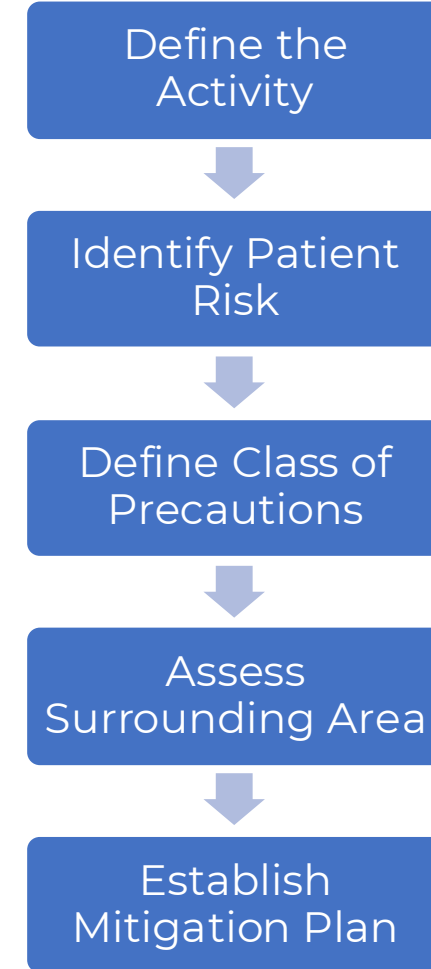 Define the
Activity
Identify Patient
Risk
Define Class of
Precautions
Assess
Surrounding Area
Establish
Mitigation Plan